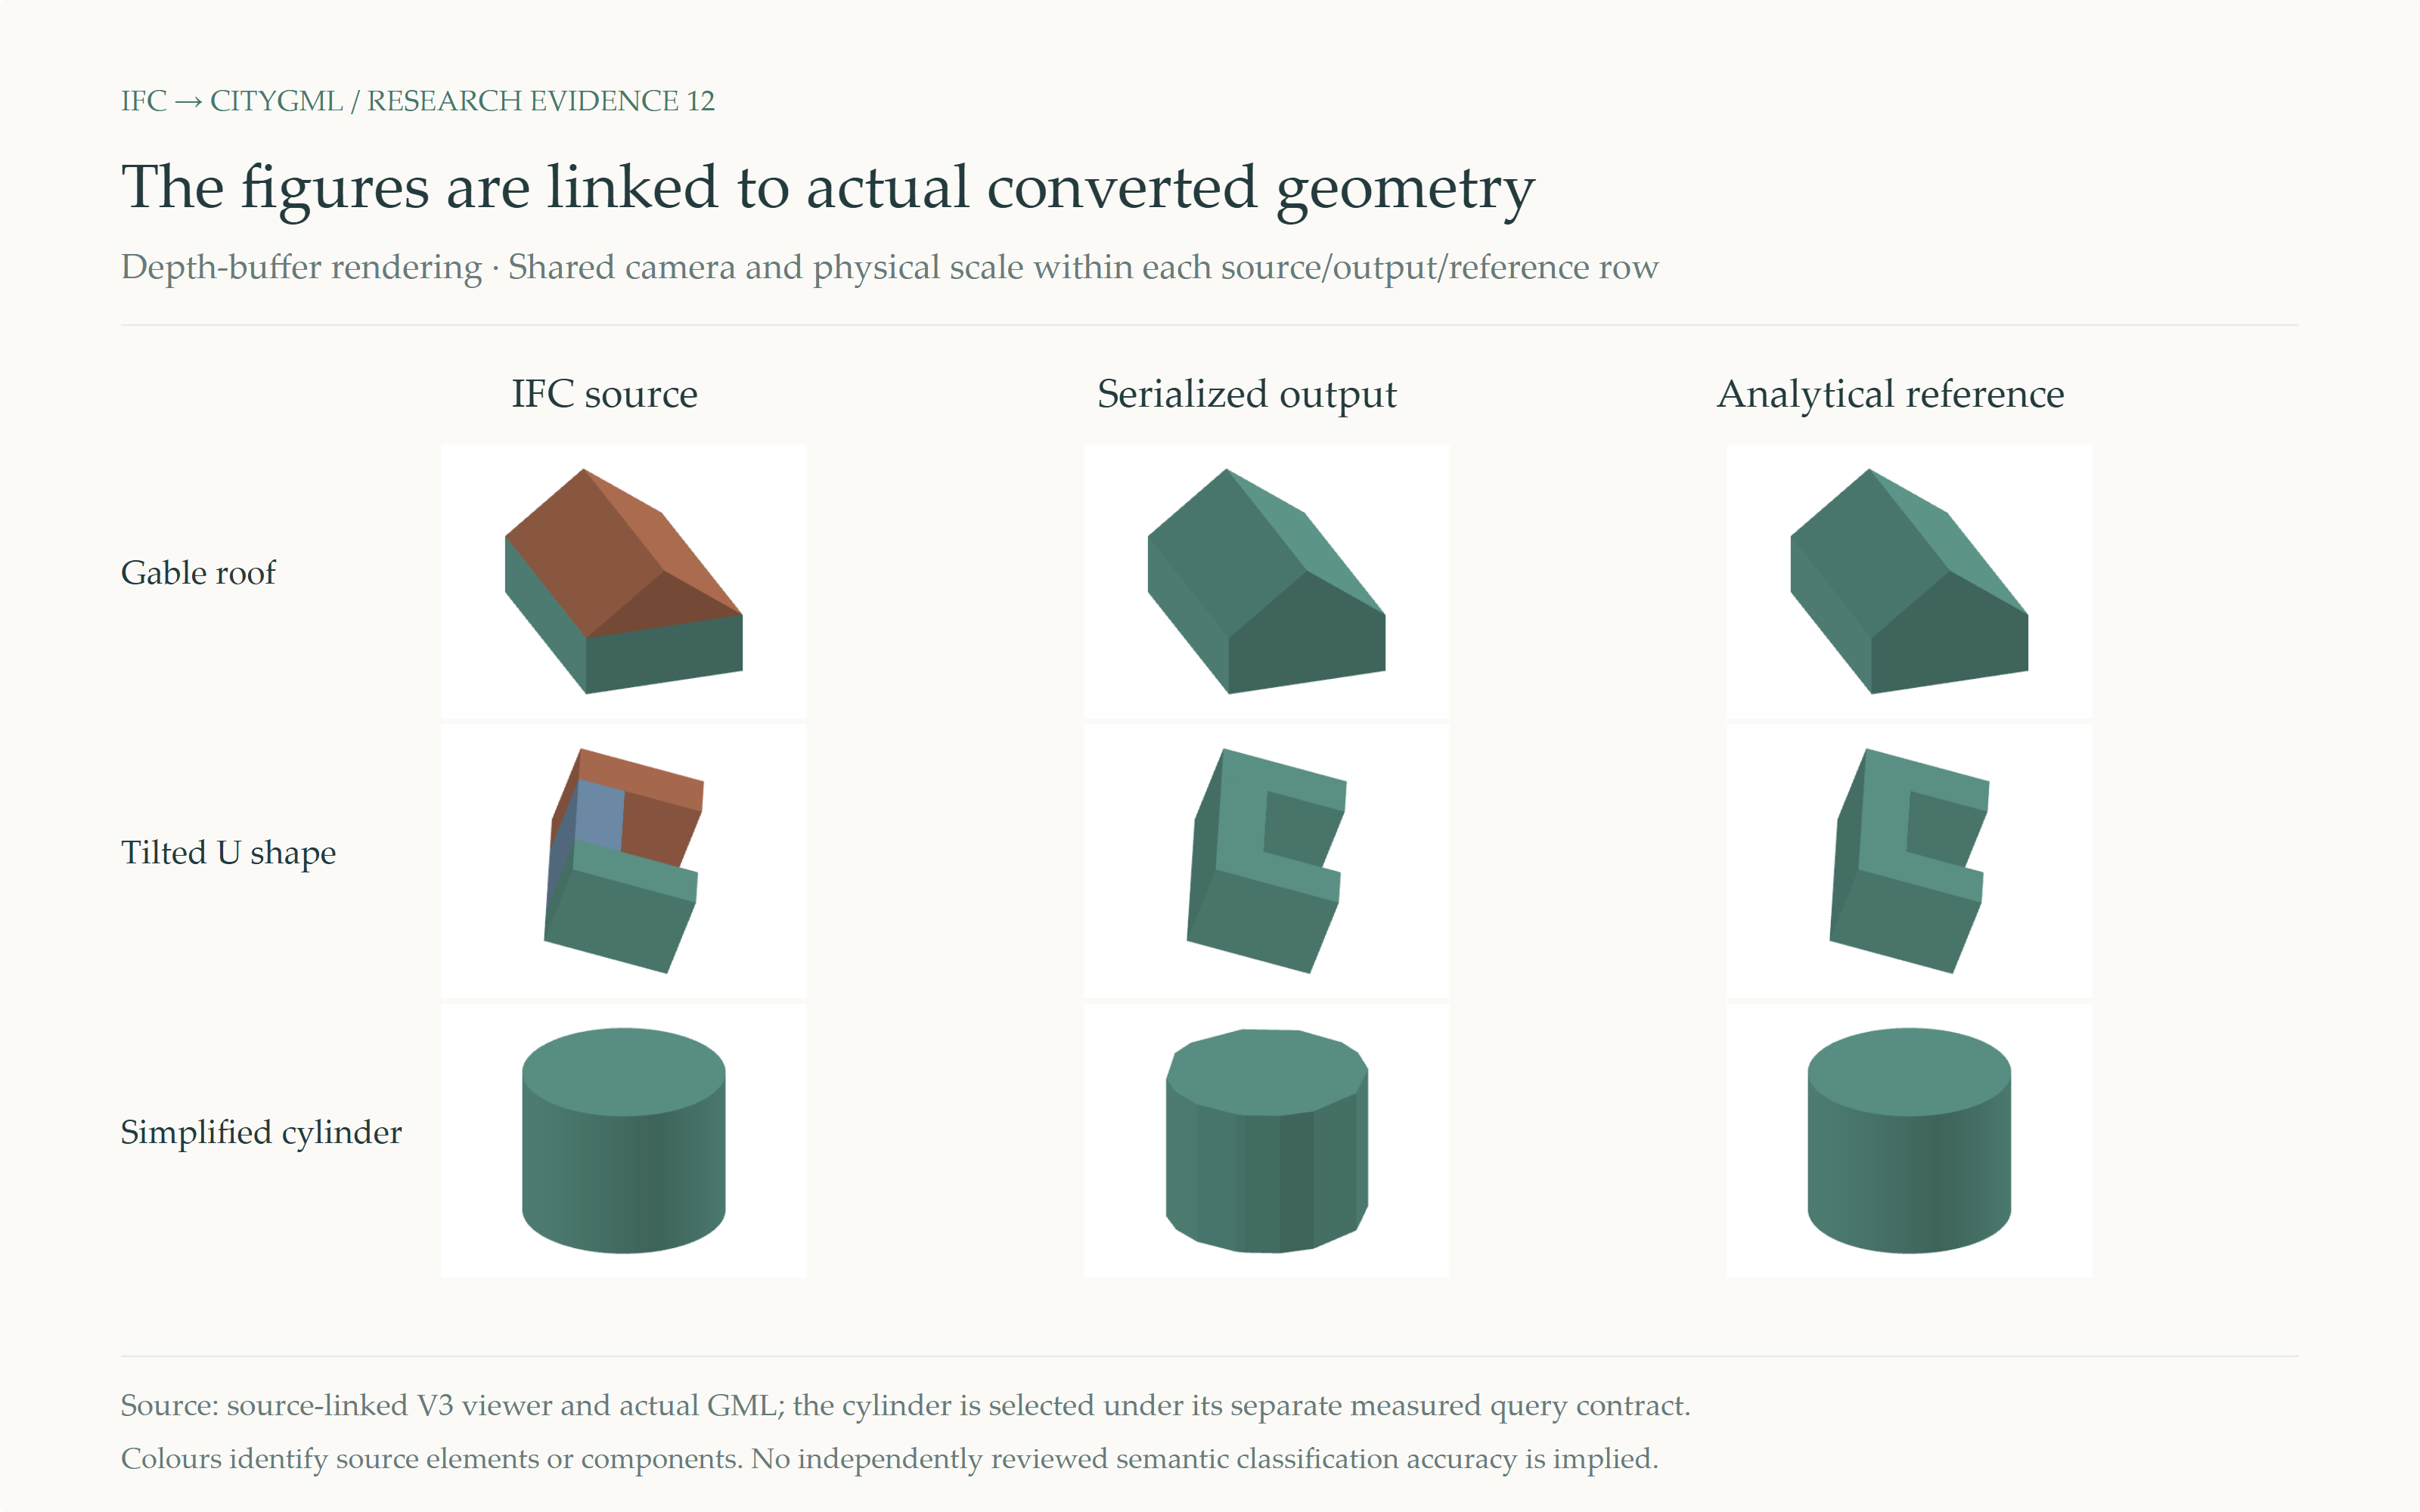 IFC → CITYGML / RESEARCH EVIDENCE 12
The figures are linked to actual converted geometry
Depth-buffer rendering · Shared camera and physical scale within each source/output/reference row
IFC source
Serialized output
Analytical reference
Gable roof
Tilted U shape
Simplified cylinder
Source: source-linked V3 viewer and actual GML; the cylinder is selected under its separate measured query contract.
Colours identify source elements or components. No independently reviewed semantic classification accuracy is implied.